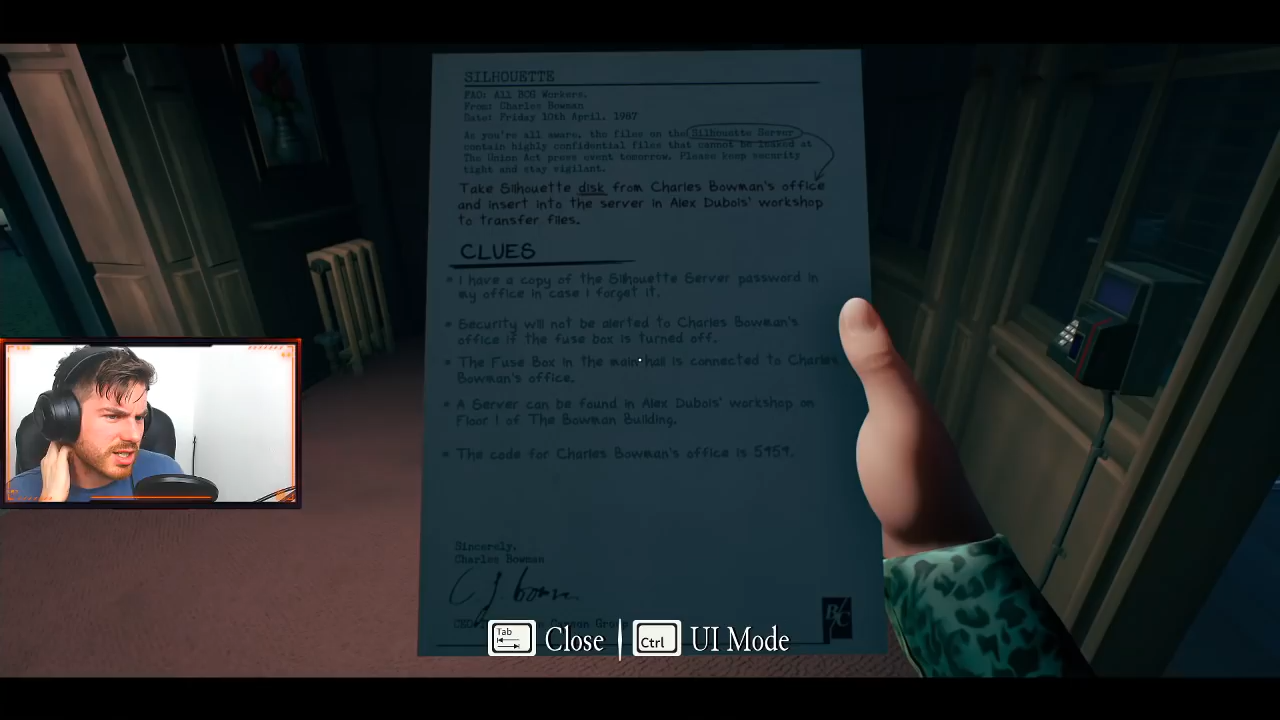 SILHOUETTE
FAO: All BCG Workers.
From: Charles Bowman
Date: Friday 10th April, 1987
As you're all aware, the files on the Silhouette Server
contain highly confidential files that cannot be leaked at
The Union Act press event tomorrow. Please keep security
tight and stay vigilant.
Take Silhouette disk from Charles Bowman's office
and insert into the server in Alex Dubois' workshop
to transfer files.
CLUES
* I have a copy of the Silhouette Server password in
my office in case I forget it.
* Security will not be alerted to Charles Bowman's
office if the fuse box is turned off.
* The Fuse Box in the main hall is connected to Charles
Bowman's office.
* A Server can be found in Alex Dubois' workshop on
Floor 1 of The Bowman Building.
* The code for Charles Bowman's office is 5959.
Sincerely,
Charles Bowman
CJ Bowman
Tab Close | Ctrl UI Mode